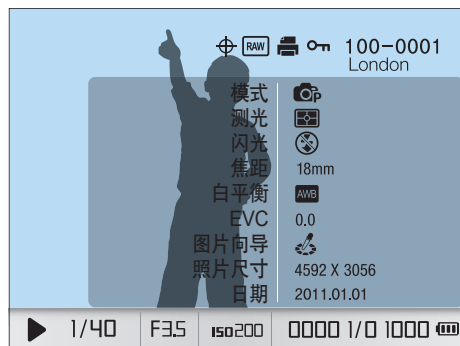 RAW 100-0001
London
模式 P
测光
闪光
焦距 18mm
白平衡 AWB
EVC 0.0
图片向导
照片尺寸 4592 X 3056
日期 2011.01.01
1/40 F3.5 ISO200 0000 1/0 1000